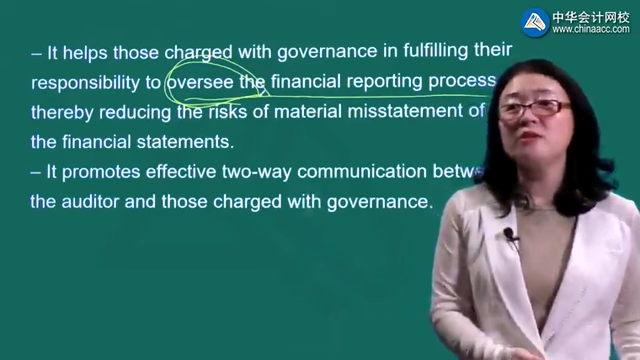 中华会计网校
www.chinaacc.com
– It helps those charged with governance in fulfilling their
responsibility to oversee the financial reporting process
thereby reducing the risks of material misstatement of
the financial statements.
– It promotes effective two-way communication betw
the auditor and those charged with governance.